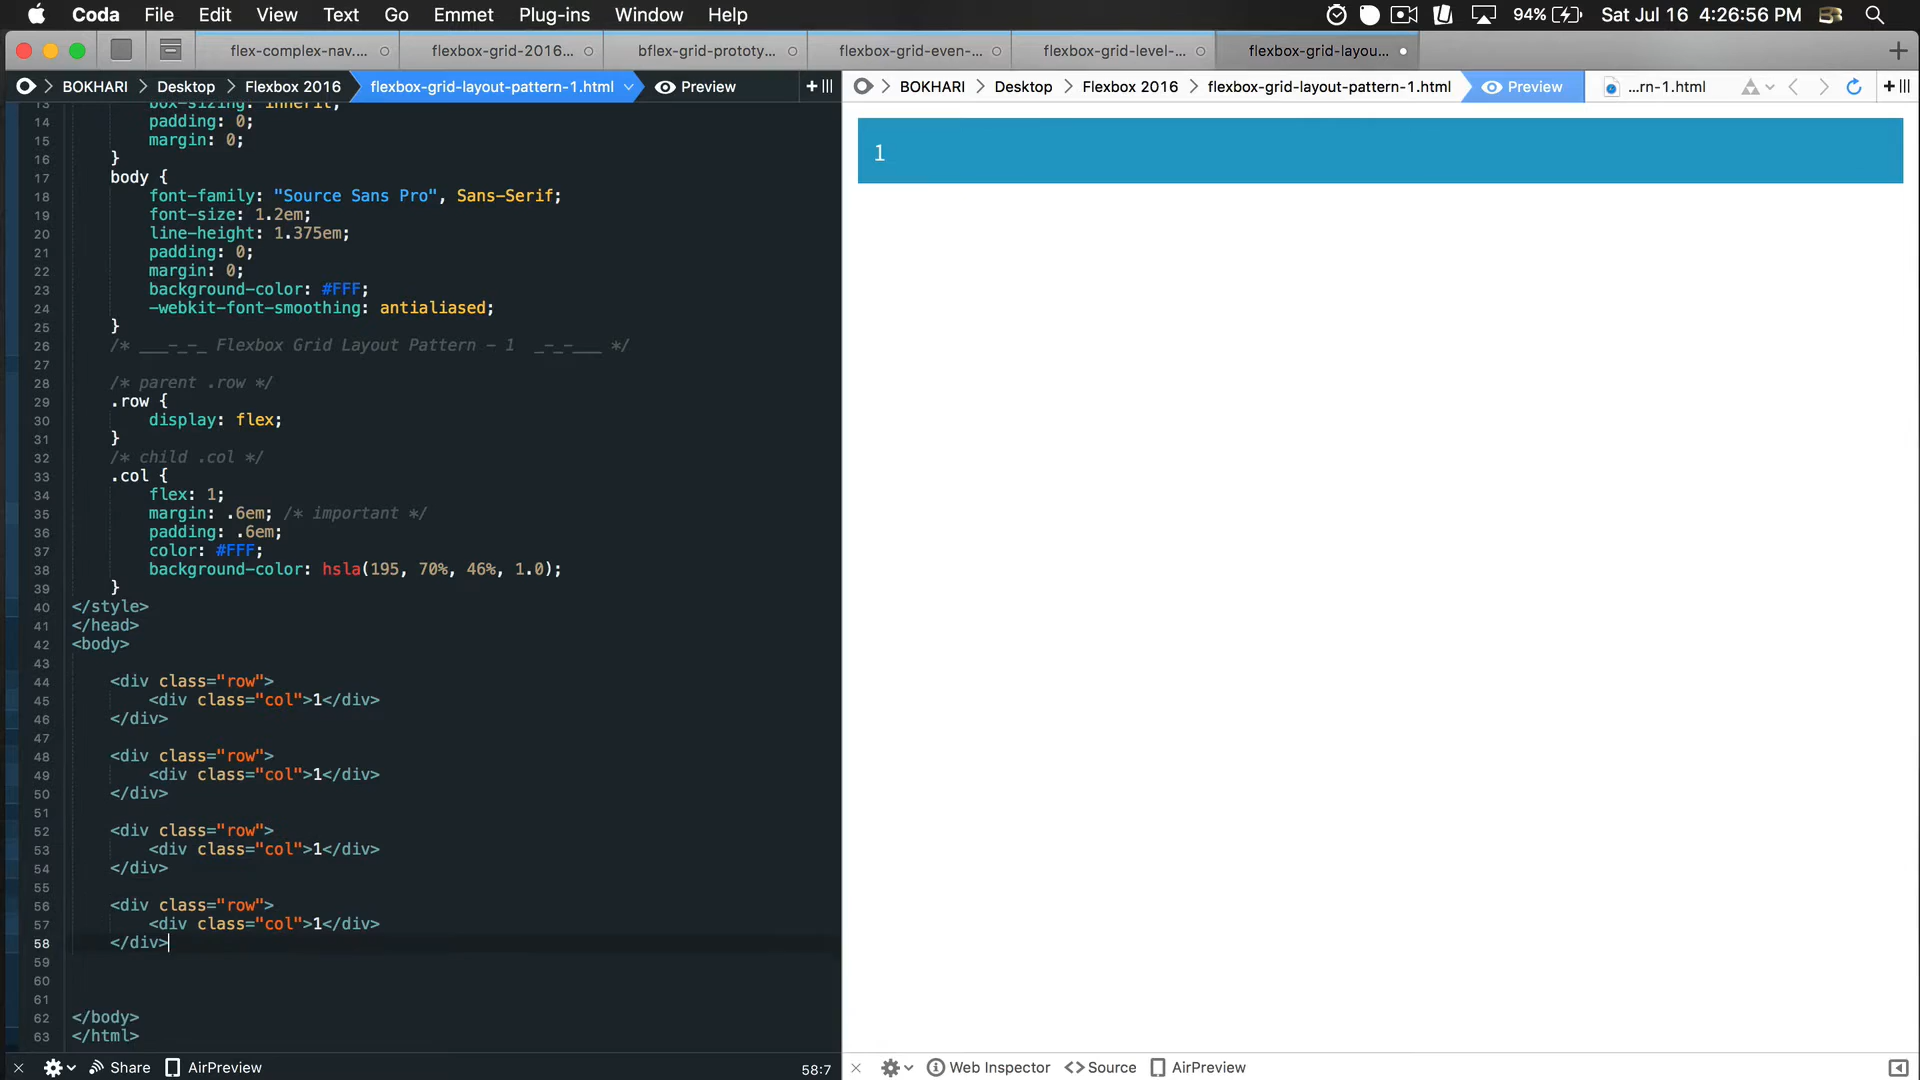 Coda File Edit View Text Go Emmet Plug-ins Window Help 94% Sat Jul 16 4:26:56 PM
flex-complex-nav.... flexbox-grid-2016... bflex-grid-prototy... flexbox-grid-even-... flexbox-grid-level-... flexbox-grid-layou...
BOKHARI Desktop Flexbox 2016 flexbox-grid-layout-pattern-1.html Preview
BOKHARI Desktop Flexbox 2016 flexbox-grid-layout-pattern-1.html Preview ...rn-1.html
13 box-sizing: inherit;
14 padding: 0;
15 margin: 0;
16 }
17 body {
18 font-family: "Source Sans Pro", Sans-Serif;
19 font-size: 1.2em;
20 line-height: 1.375em;
21 padding: 0;
22 margin: 0;
23 background-color: #FFF;
24 -webkit-font-smoothing: antialiased;
25 }
26 /* ___-_-_ Flexbox Grid Layout Pattern - 1 _-_-___ */
27
28 /* parent .row */
29 .row {
30 display: flex;
31 }
32 /* child .col */
33 .col {
34 flex: 1;
35 margin: .6em; /* important */
36 padding: .6em;
37 color: #FFF;
38 background-color: hsla(195, 70%, 46%, 1.0);
39 }
40 </style>
41 </head>
42 <body>
43
44 <div class="row">
45 <div class="col">1</div>
46 </div>
47
48 <div class="row">
49 <div class="col">1</div>
50 </div>
51
52 <div class="row">
53 <div class="col">1</div>
54 </div>
55
56 <div class="row">
57 <div class="col">1</div>
58 </div>
59
60
61
62 </body>
63 </html>
1
Share AirPreview 58:7
Web Inspector Source AirPreview